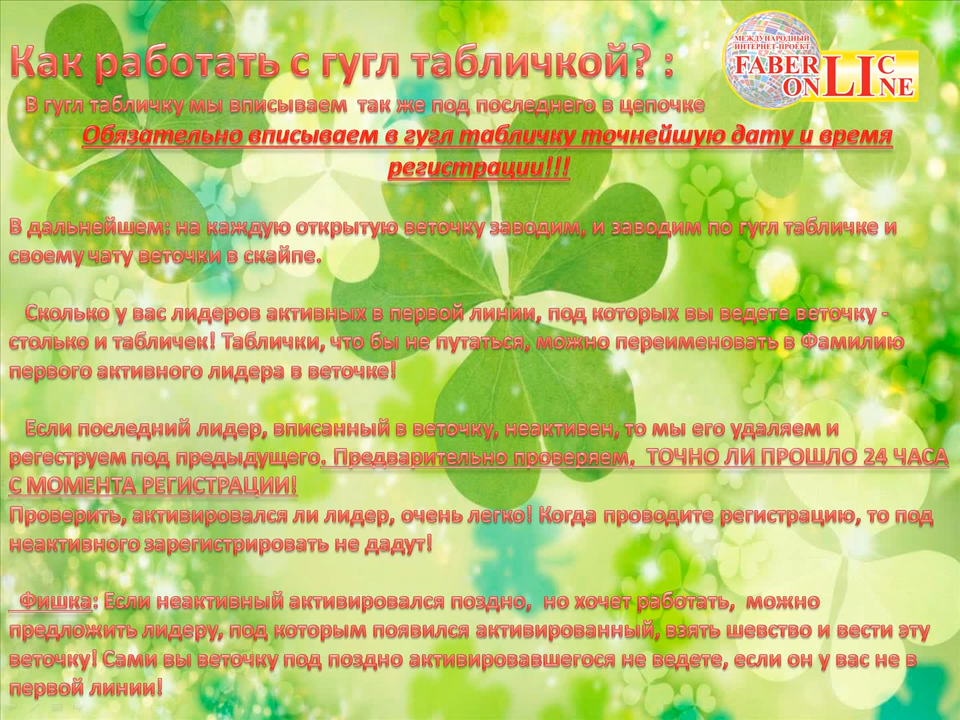 Как работать с гугл табличкой? :
МЕЖДУНАРОДНЫЙ
ИНТЕРНЕТ-ПРОЕКТ
FABERLIC
ONLINE
В гугл табличку мы вписываем так же под последнего в цепочке
Обязательно вписываем в гугл табличку точнейшую дату и время
регистрации!!!
В дальнейшем: на каждую открытую веточку заводим, и заводим по гугл табличке и
своему чату веточки в скайпе.
Сколько у вас лидеров активных в первой линии, под которых вы ведете веточку -
столько и табличек! Таблички, что бы не путаться, можно переименовать в Фамилию
первого активного лидера в веточке!
Если последний лидер, вписанный в веточку, неактивен, то мы его удаляем и
регеструем под предыдущего. Предварительно проверяем, ТОЧНО ЛИ ПРОШЛО 24 ЧАСА
С МОМЕНТА РЕГИСТРАЦИИ!
Проверить, активировался ли лидер, очень легко! Когда проводите регистрацию, то под
неактивного зарегистрировать не дадут!
Фишка: Если неактивный активировался поздно, но хочет работать, можно
предложить лидеру, под которым появился активированный, взять шевство и вести эту
веточку! Сами вы веточку под поздно активировавшегося не ведете, если он у вас не в
первой линии!